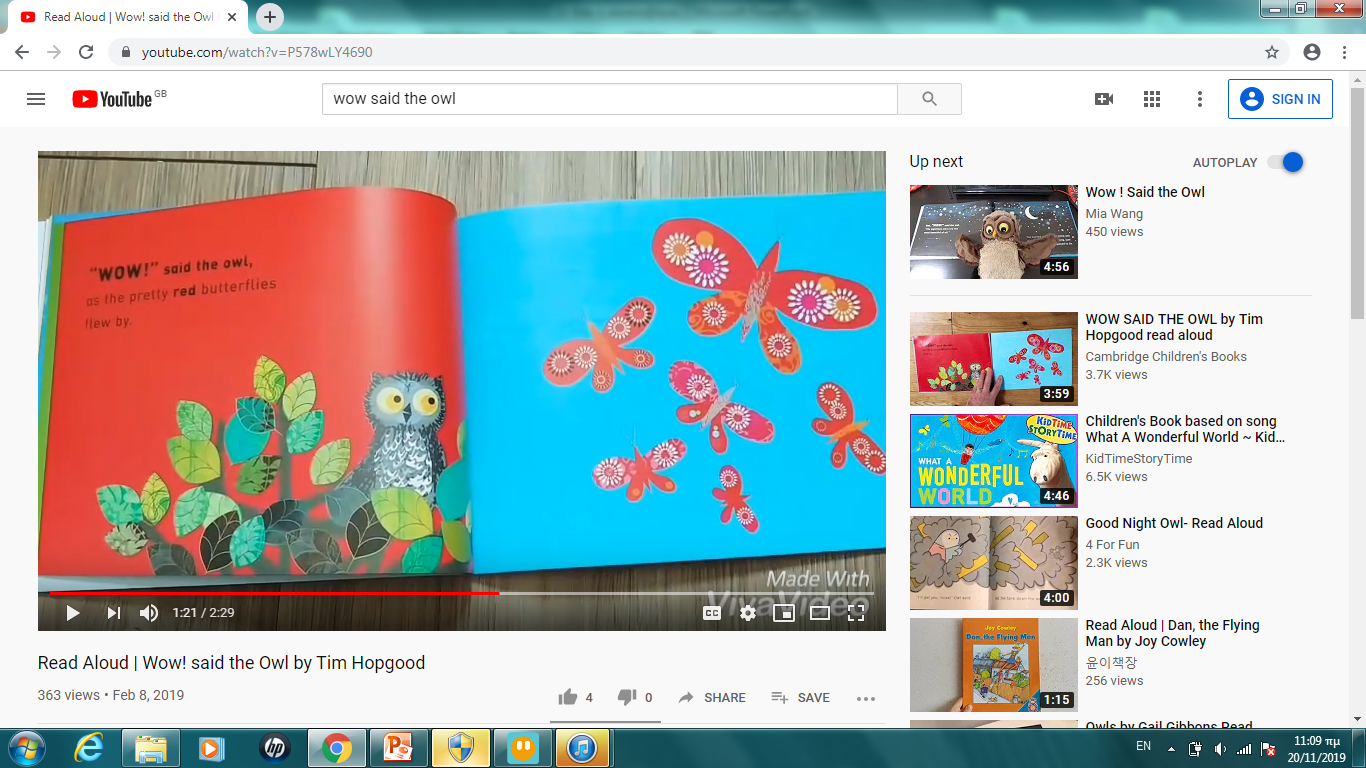 Read Aloud | Wow! said the Owl
youtube.com/watch?v=P578wLY4690
YouTube GB
wow said the owl
SIGN IN
"WOW!" said the owl,
as the pretty red butterflies
flew by.
Made With
VivaVideo
1:21 / 2:29
CC
Read Aloud | Wow! said the Owl by Tim Hopgood
363 views • Feb 8, 2019
4
0
SHARE
SAVE
Up next
AUTOPLAY
4:56
Wow ! Said the Owl
Mia Wang
450 views
3:59
WOW SAID THE OWL by Tim
Hopgood read aloud
Cambridge Children's Books
3.7K views
KiDTiME
STORYTiME
WHAT A
WONDERFUL
WORLD
4:46
Children's Book based on song
What A Wonderful World ~ Kid…
KidTimeStoryTime
6.5K views
4:00
Good Night Owl- Read Aloud
4 For Fun
2.3K views
Joy Cowley
Dan, the Flying Man
1:15
Read Aloud | Dan, the Flying
Man by Joy Cowley
윤이책장
256 views
Owls by Gail Gibbons Read
hp
EN
11:09 πμ
20/11/2019